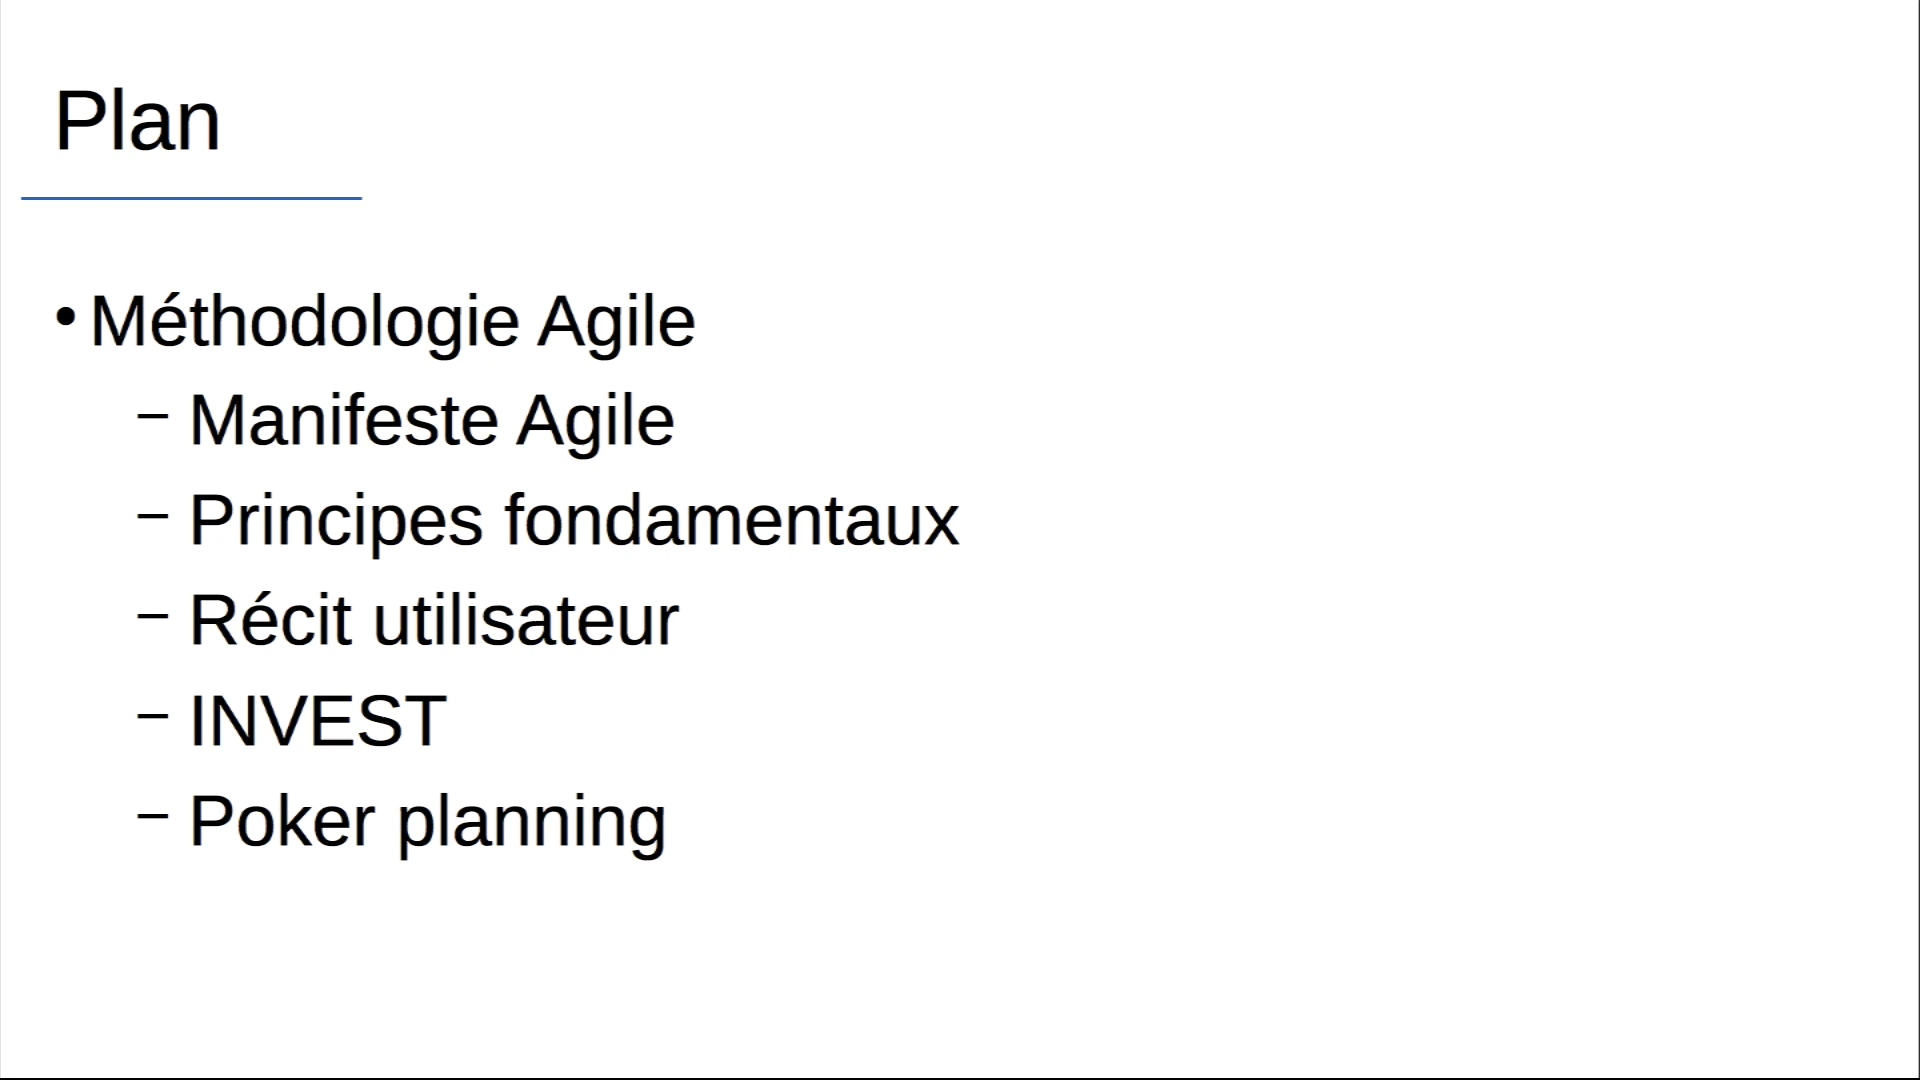 Plan
• Méthodologie Agile
– Manifeste Agile
– Principes fondamentaux
– Récit utilisateur
– INVEST
– Poker planning